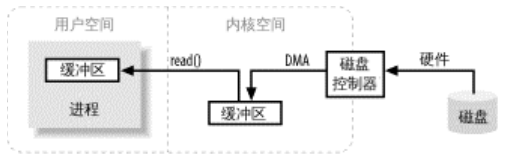 用户空间
内核空间
缓冲区
进程
read()
缓冲区
DMA
磁盘
控制器
硬件
磁盘